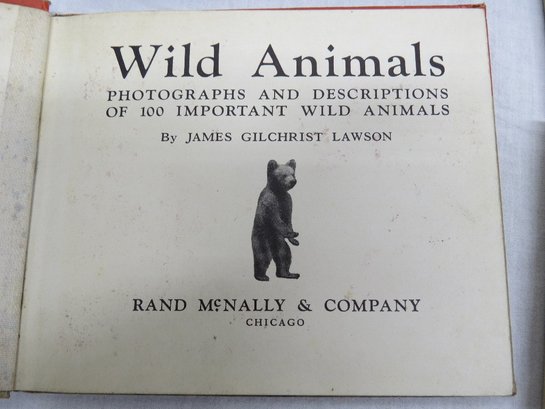 Wild Animals
PHOTOGRAPHS AND DESCRIPTIONS
OF 100 IMPORTANT WILD ANIMALS
By JAMES GILCHRIST LAWSON
RAND McNALLY & COMPANY
CHICAGO